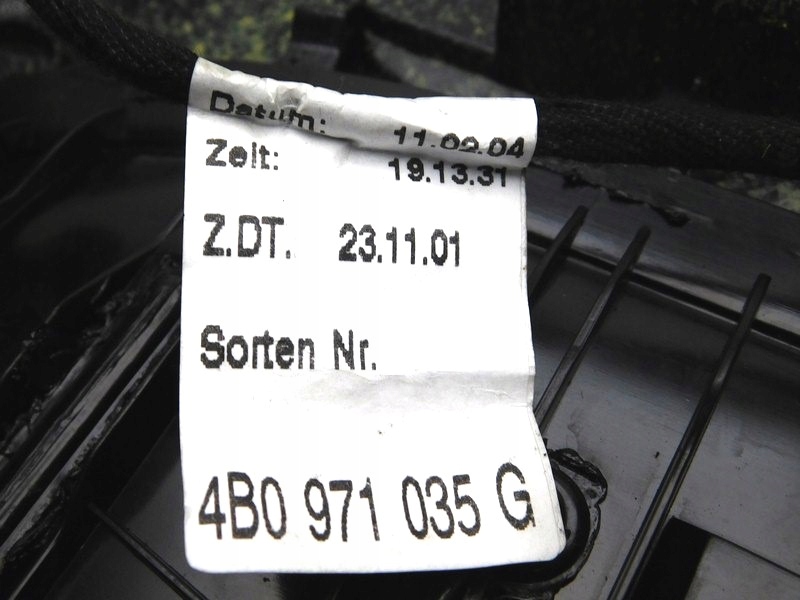 Datum: 11.02.04
Zeit: 19.13.31
Z.DT. 23.11.01
Sorten Nr.
4B0 971 035 G